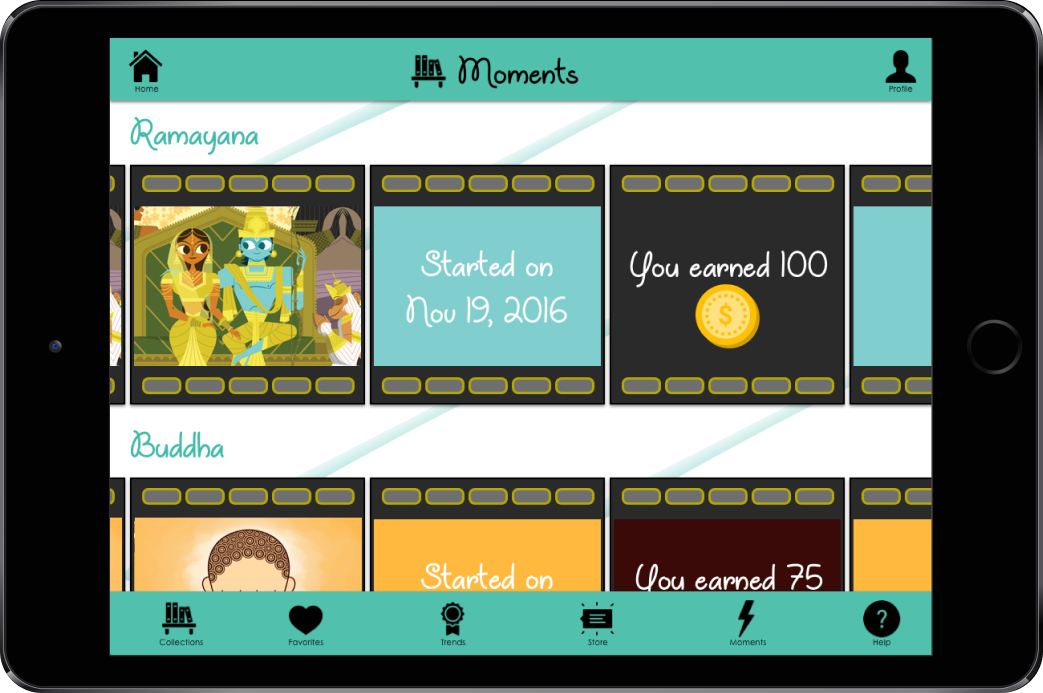 Moments
Home
Profile
Ramayana
Started on
Nov 19, 2016
You earned 100
$
Buddha
Started on
You earned 75
Collections
Favorites
Trends
Store
Moments
?
Help